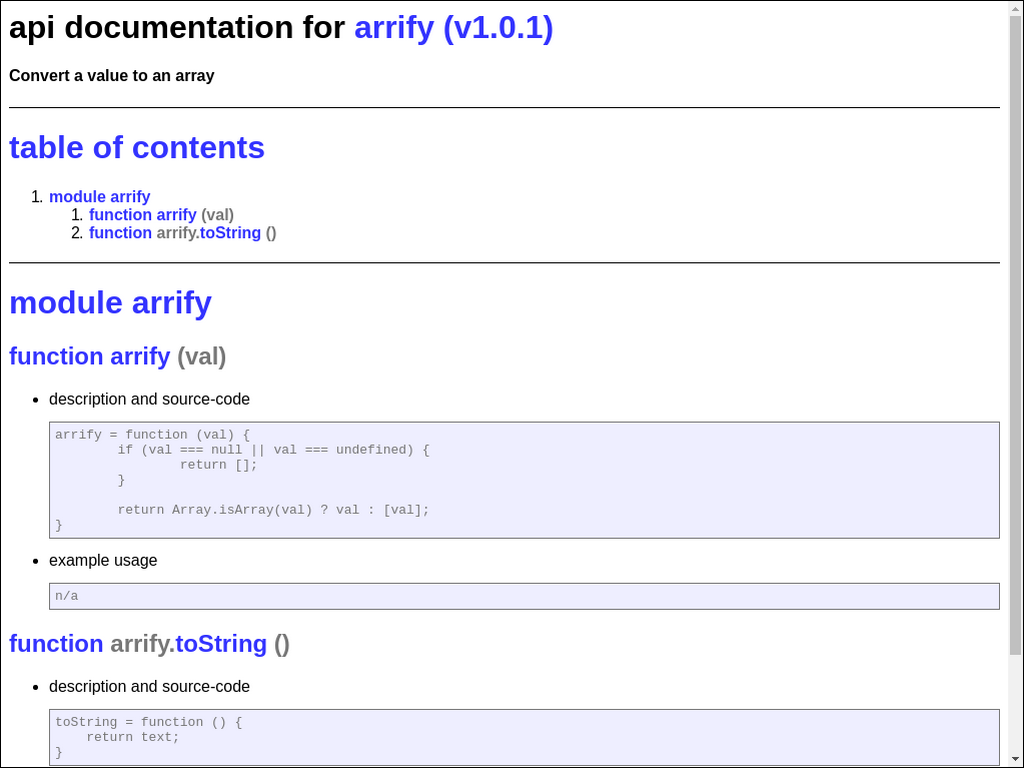 api documentation for arrify (v1.0.1)
Convert a value to an array
table of contents
1. module arrify
1. function arrify (val)
2. function arrify.toString ()
module arrify
function arrify (val)
• description and source-code
arrify = function (val) {
        if (val === null || val === undefined) {
                return [];
        }
        return Array.isArray(val) ? val : [val];
}
• example usage
n/a
function arrify.toString ()
• description and source-code
toString = function () {
    return text;
}